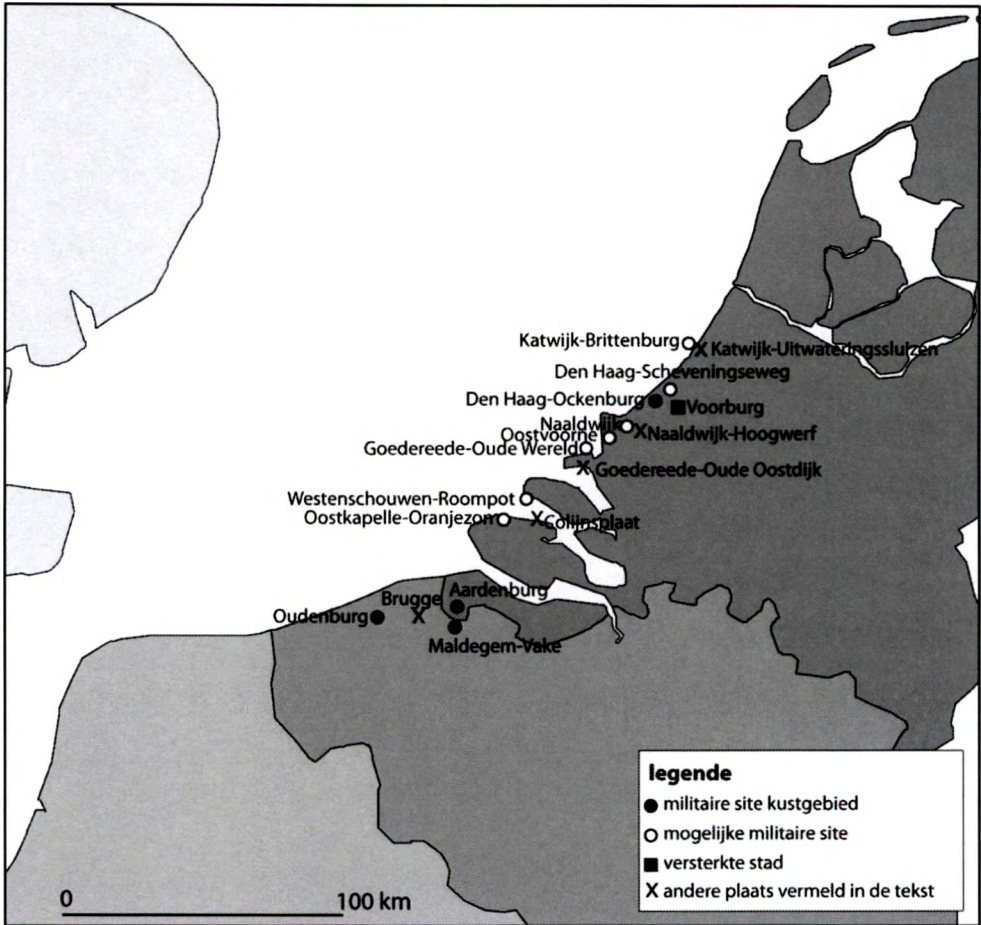 Katwijk-Brittenburg
Katwijk-Uitwateringssluizen
Den Haag-Scheveningseweg
Den Haag-Ockenburg
Voorburg
Naaldwijk
Naaldwijk-Hoogwerf
Oostvoorne
Goedereede-Oude Wereld
Goedereede-Oude Oostdijk
Westenschouwen-Roompot
Oostkapelle-Oranjezon
Colijnsplaat
Aardenburg
Brugge
Oudenburg
Maldegem-Vake
legende
militaire site kustgebied
mogelijke militaire site
versterkte stad
X andere plaats vermeld in de tekst
0 100 km